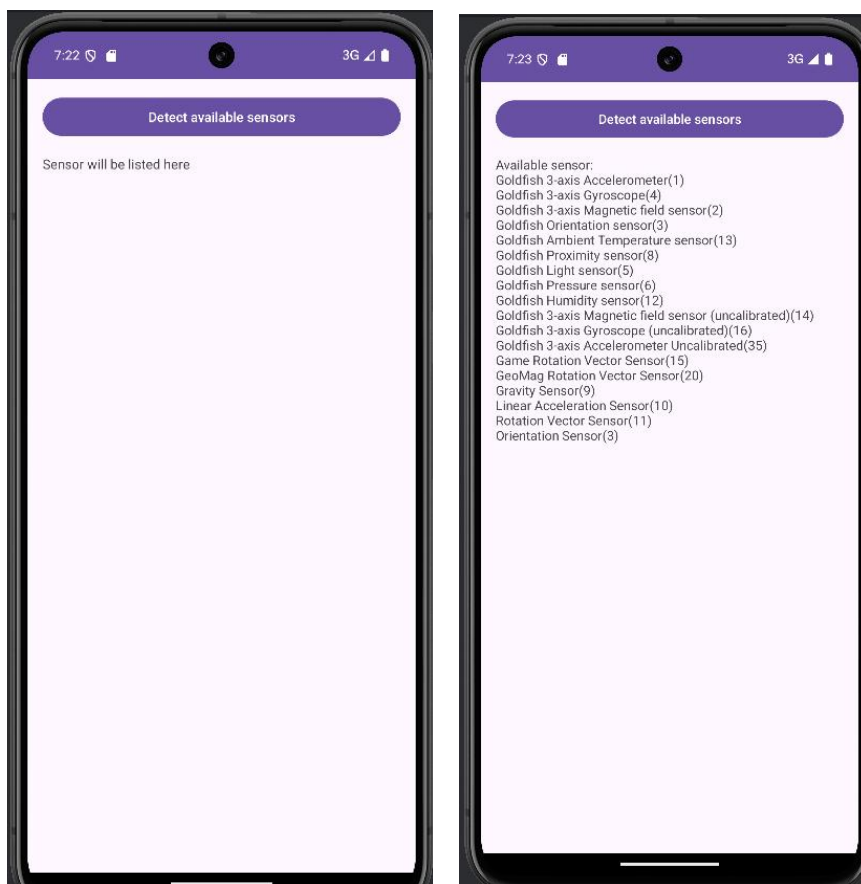 7:22
3G
Detect available sensors
Sensor will be listed here
7:23
3G
Detect available sensors
Available sensor:
Goldfish 3-axis Accelerometer(1)
Goldfish 3-axis Gyroscope(4)
Goldfish 3-axis Magnetic field sensor(2)
Goldfish Orientation sensor(3)
Goldfish Ambient Temperature sensor(13)
Goldfish Proximity sensor(8)
Goldfish Light sensor(5)
Goldfish Pressure sensor(6)
Goldfish Humidity sensor(12)
Goldfish 3-axis Magnetic field sensor (uncalibrated)(14)
Goldfish 3-axis Gyroscope (uncalibrated)(16)
Goldfish 3-axis Accelerometer Uncalibrated(35)
Game Rotation Vector Sensor(15)
GeoMag Rotation Vector Sensor(20)
Gravity Sensor(9)
Linear Acceleration Sensor(10)
Rotation Vector Sensor(11)
Orientation Sensor(3)